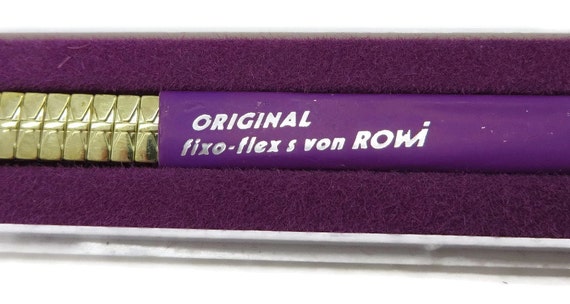 ORIGINAL
fixo-flex s von ROWi